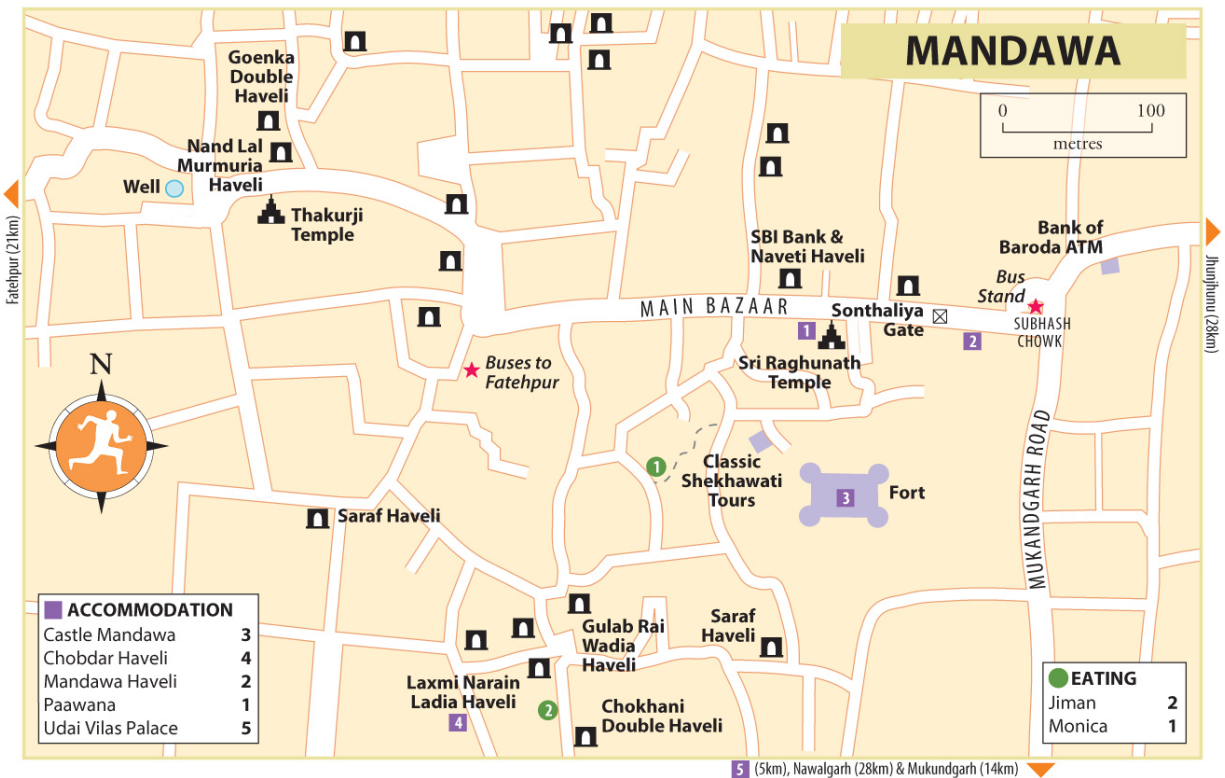 MANDAWA
0 100
metres
Goenka
Double
Haveli
Nand Lal
Murmuria
Haveli
Well
Thakurji
Temple
Fatehpur (21km)
SBI Bank &
Naveti Haveli
Bank of
Baroda ATM
Bus
Stand
Jhunjhunu (28km)
MAIN BAZAAR
Sonthaliya
Gate
SUBHASH
CHOWK
1
2
Sri Raghunath
Temple
Buses to
Fatehpur
N
MUKANDGARH ROAD
1
Classic
Shekhawati
Tours
3
Fort
Saraf Haveli
Gulab Rai
Wadia
Haveli
Saraf
Haveli
Laxmi Narain
Ladia Haveli
4
2
Chokhani
Double Haveli
ACCOMMODATION
Castle Mandawa 3
Chobdar Haveli 4
Mandawa Haveli 2
Paawana 1
Udai Vilas Palace 5
EATING
Jiman 2
Monica 1
5 (5km), Nawalgarh (28km) & Mukundgarh (14km)